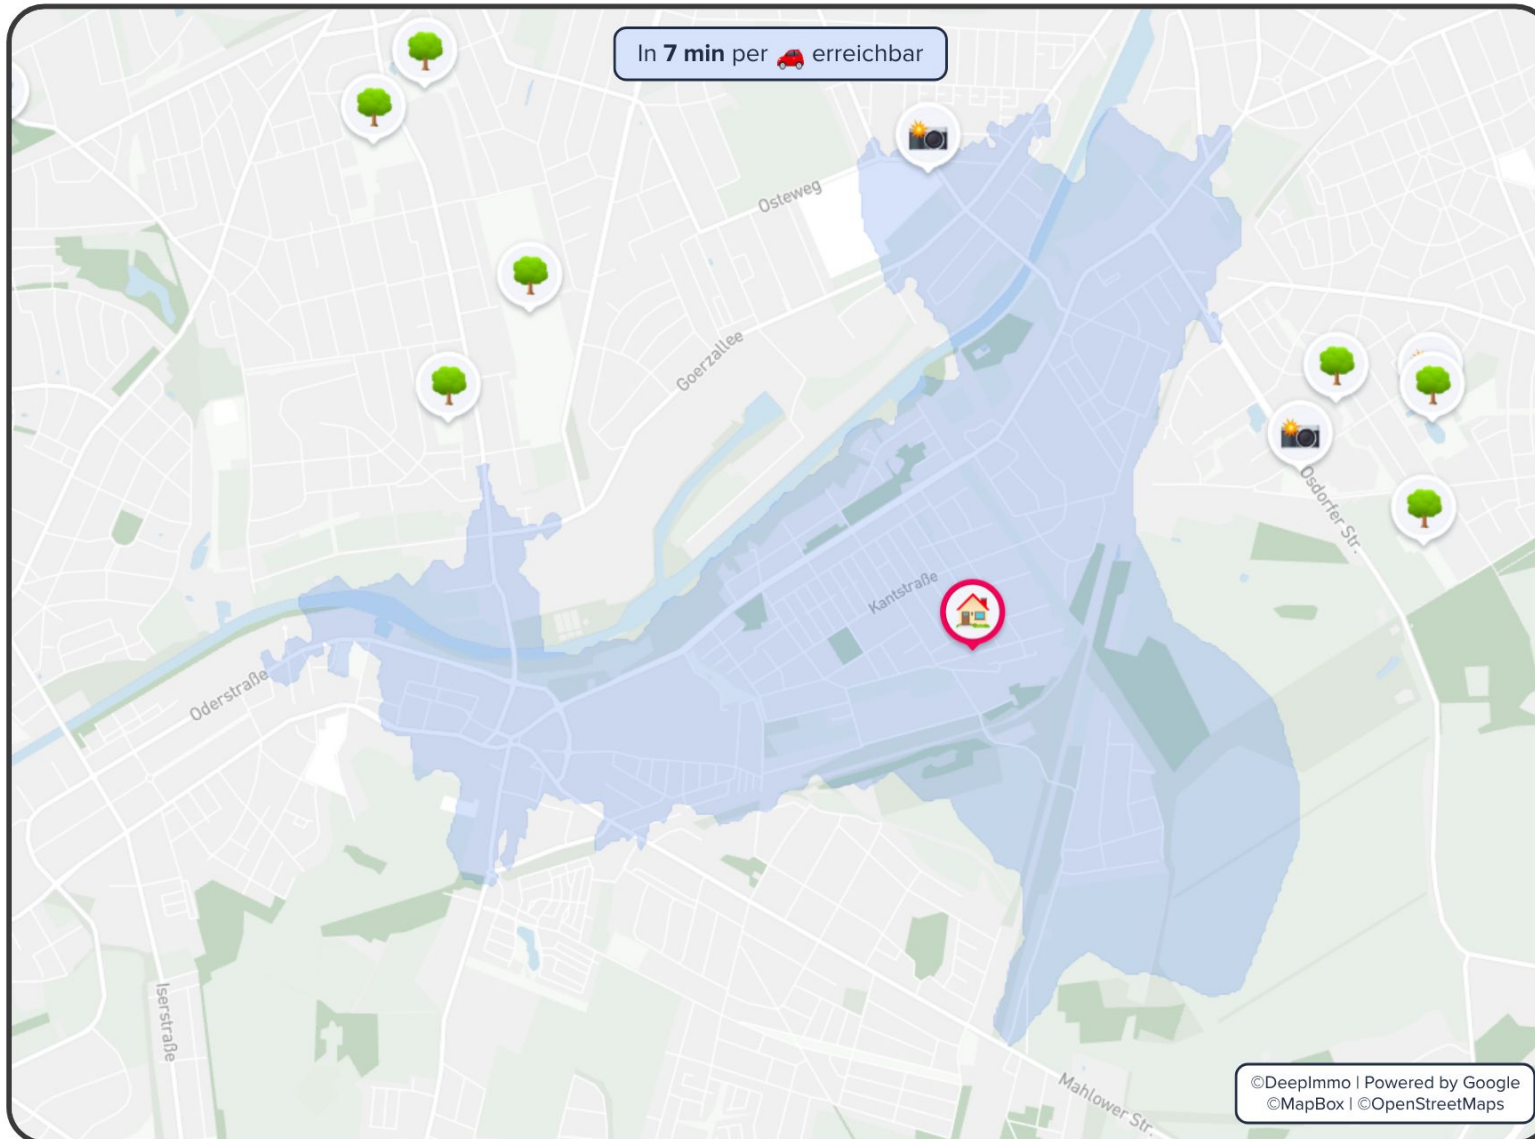 In 7 min per 🚗 erreichbar
Osteweg
Goerzallee
Osdorfer Str.
Kantstraße
Oderstraße
Iserstraße
Mahlower Str.
©DeepImmo | Powered by Google
©MapBox | ©OpenStreetMaps